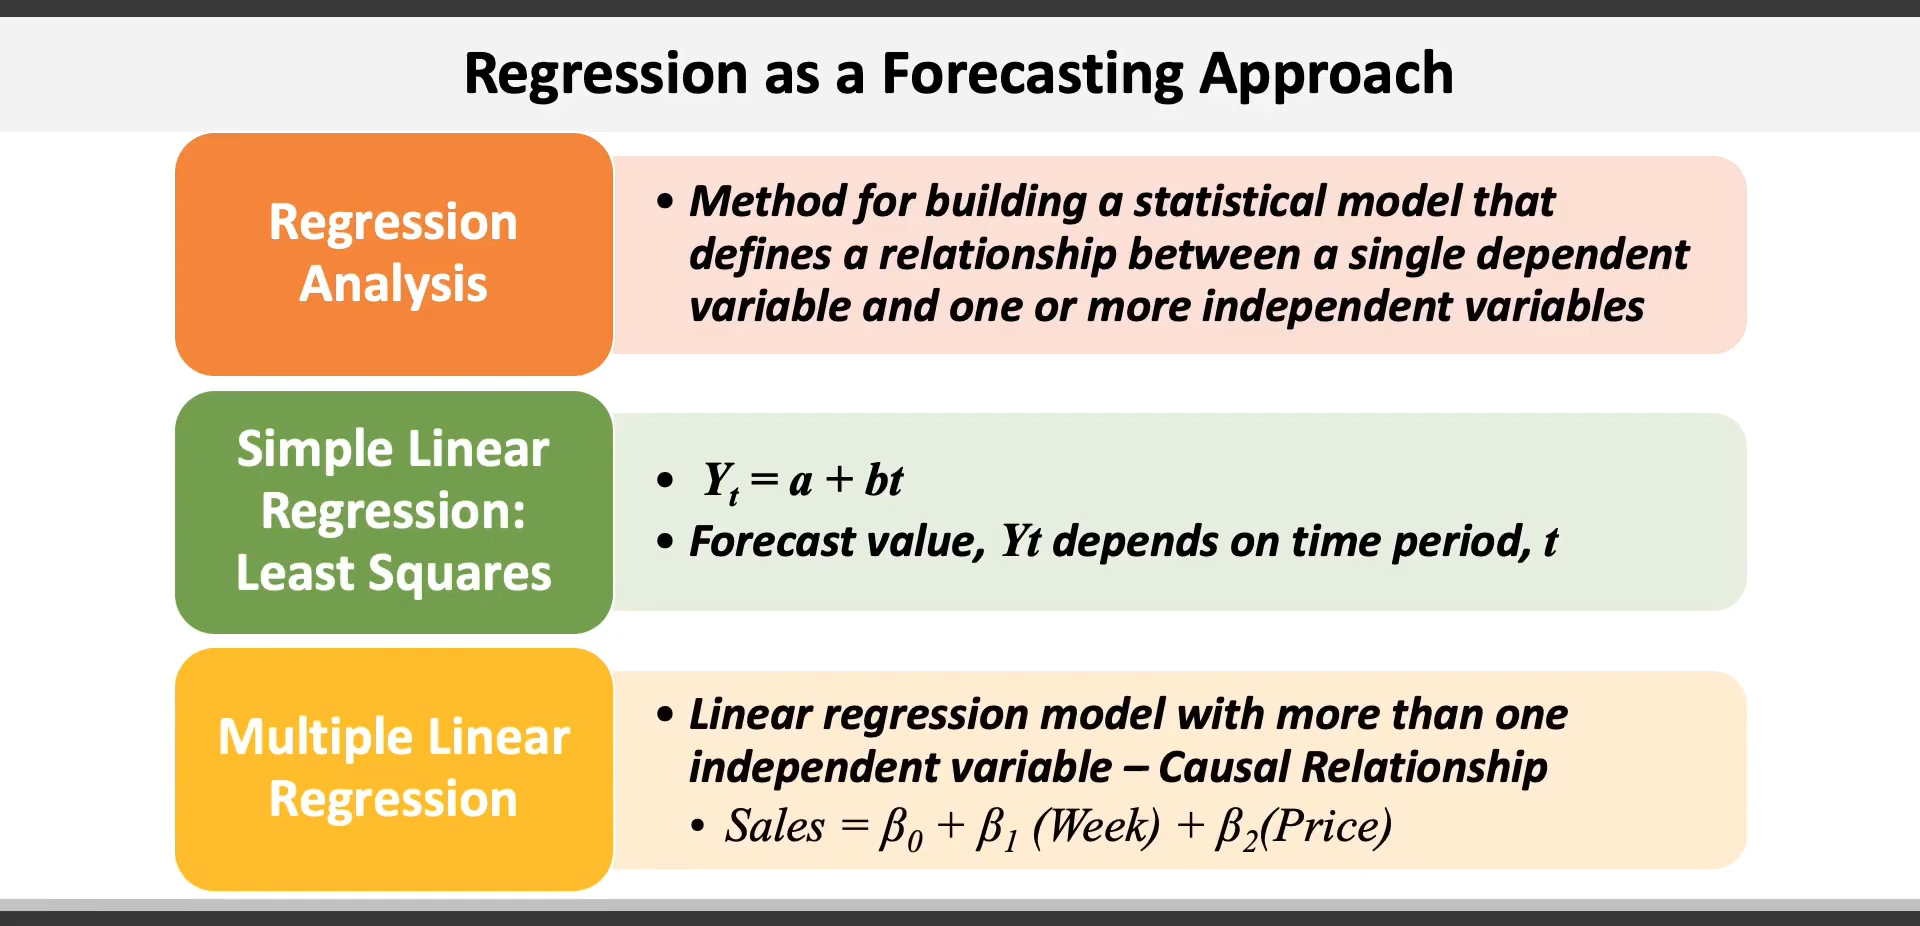 Regression as a Forecasting Approach
Regression
Analysis
• Method for building a statistical model that
defines a relationship between a single dependent
variable and one or more independent variables
Simple Linear
Regression:
Least Squares
• Yₜ = a + bt
• Forecast value, Yt depends on time period, t
Multiple Linear
Regression
• Linear regression model with more than one
independent variable – Causal Relationship
• Sales = β₀ + β₁ (Week) + β₂(Price)